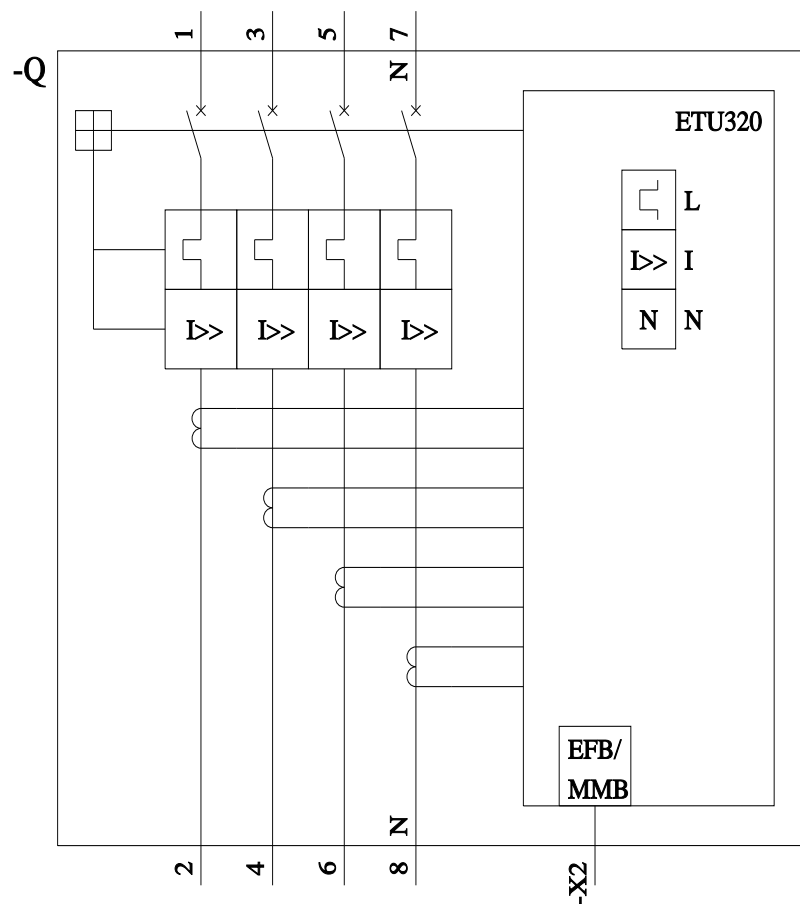 1 3 5 7
-Q N
ETU320
L
I>> I
N N
I>> I>> I>> I>>
EFB/
MMB
N
2 4 6 8 -X2